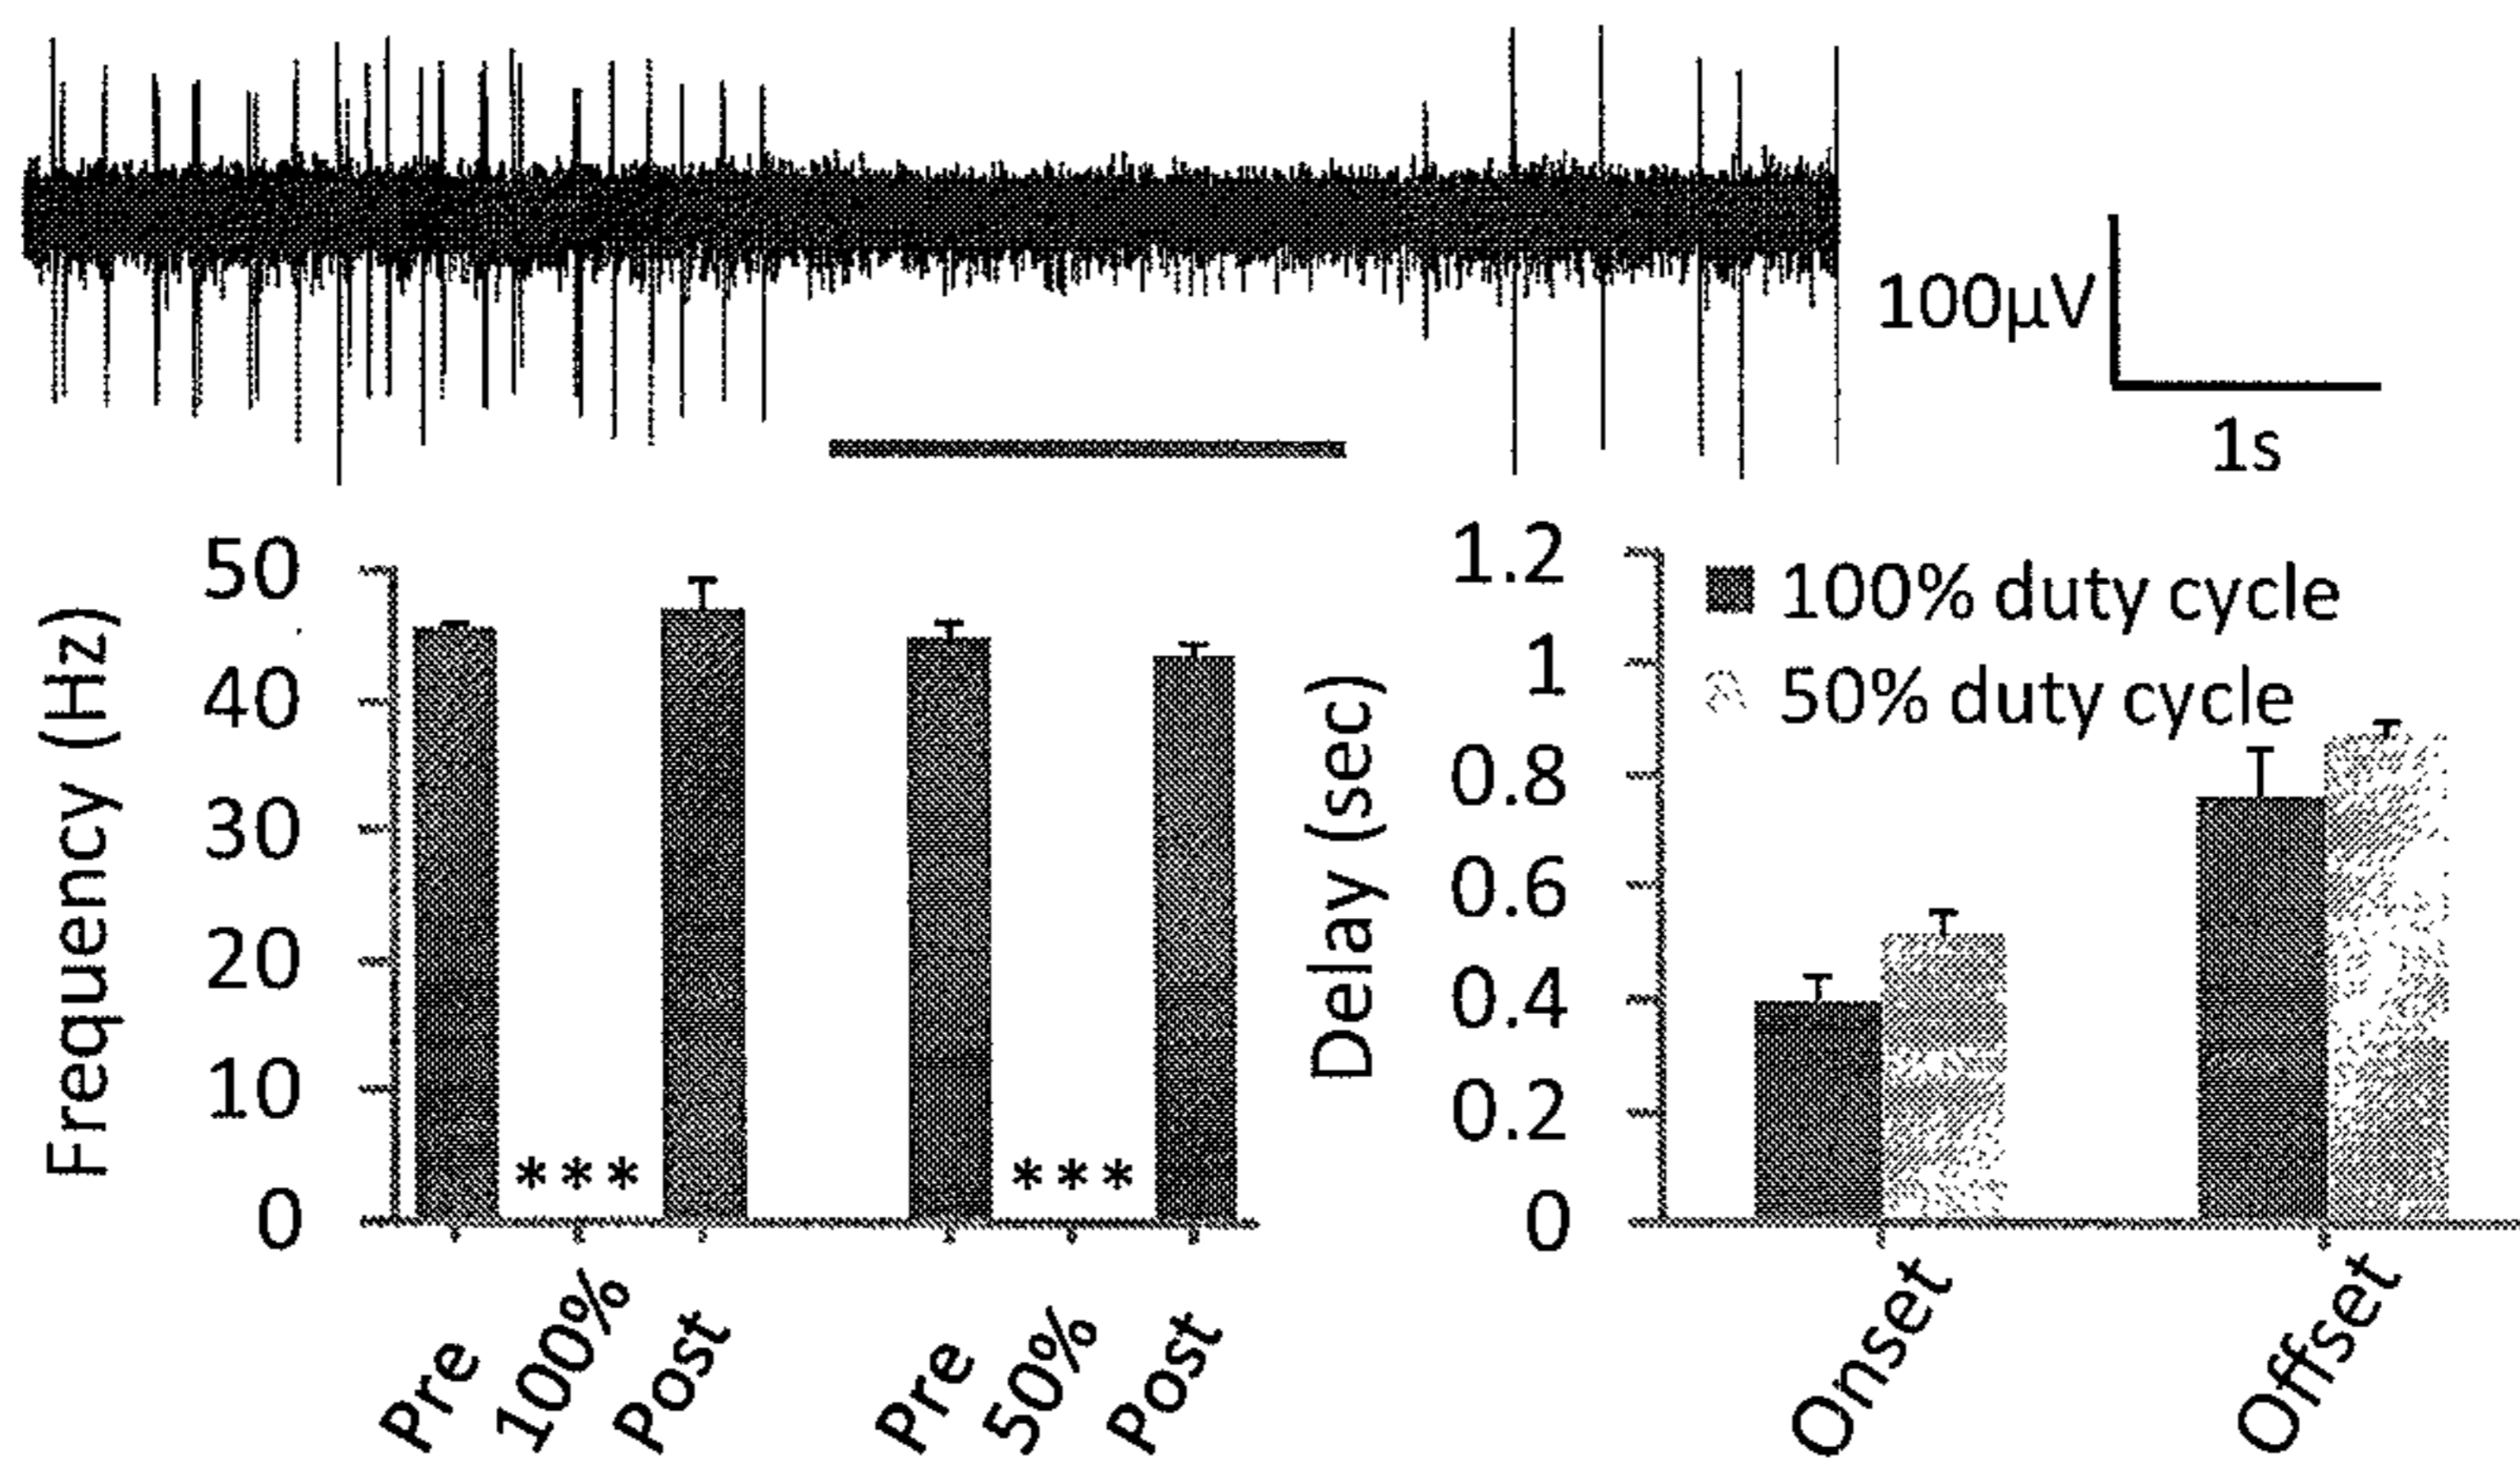 100µV
1s
Frequency (Hz)
50
40
30
20
10
0
* * *
* * *
Pre
100%
Post
Pre
50%
Post
Delay (sec)
1.2
1
0.8
0.6
0.4
0.2
0
100% duty cycle
50% duty cycle
Onset
Offset